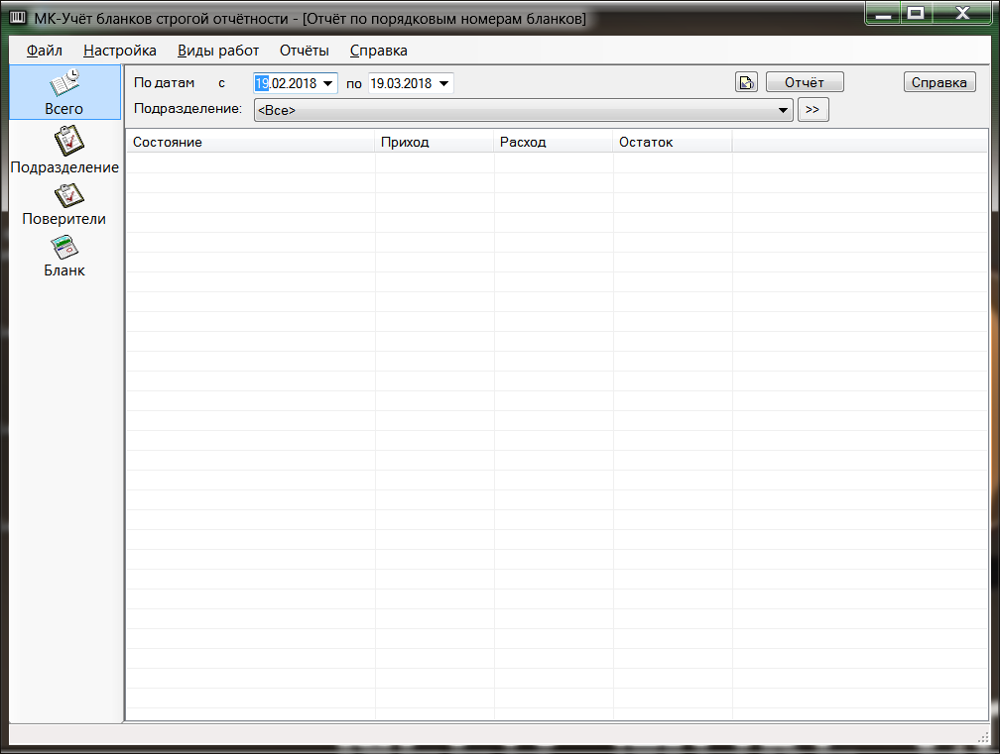 МК-Учёт бланков строгой отчётности - [Отчёт по порядковым номерам бланков]
Файл Настройка Виды работ Отчёты Справка
Всего
Подразделение
Поверители
Бланк
По датам с 19.02.2018 по 19.03.2018 Отчёт Справка
Подразделение: <Все> >>
Состояние Приход Расход Остаток